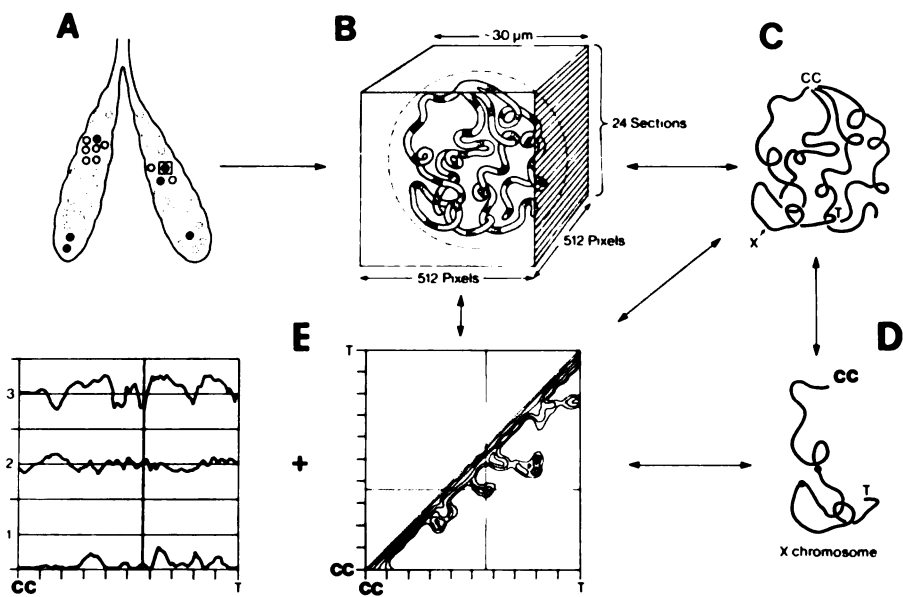 A
B
~30 µm
24 Sections
512 Pixels
512 Pixels
C
CC
X
T
D
CC
T
X chromosome
E
3
2
1
CC
T
+
T
CC
CC
T